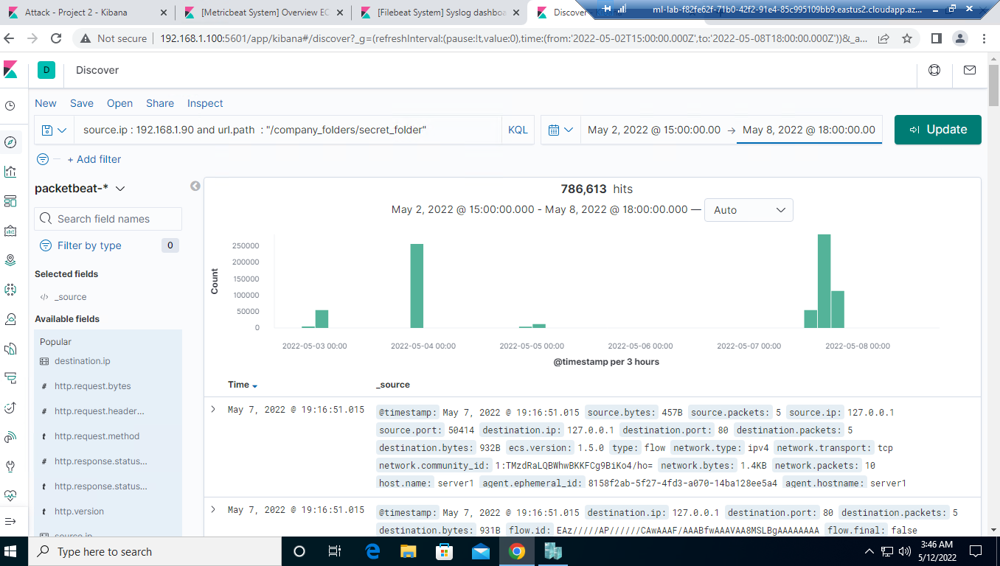 Attack - Project 2 - Kibana
[Metricbeat System] Overview EC
[Filebeat System] Syslog dashboa
Discover -
ml-lab-f82fe62f-71b0-42f2-91e4-85c995109bb9.eastus2.cloudapp.az...
Not secure
192.168.1.100:5601/app/kibana#/discover?_g=(refreshInterval:(pause:!t,value:0),time:(from:'2022-05-02T15:00:00.000Z',to:'2022-05-08T18:00:00.000Z'))&_a...
D
Discover
New Save Open Share Inspect
source.ip : 192.168.1.90 and url.path : "/company_folders/secret_folder"
KQL
May 2, 2022 @ 15:00:00.00 → May 8, 2022 @ 18:00:00.00
Update
+ Add filter
packetbeat-*
Search field names
Filter by type 0
Selected fields
_source
Available fields
Popular
destination.ip
# http.request.bytes
# http.request.header...
t http.request.method
# http.response.status...
t http.response.status...
t http.version
source.ip
786,613 hits
May 2, 2022 @ 15:00:00.000 - May 8, 2022 @ 18:00:00.000 —
Auto
Count
250000
200000
150000
100000
50000
0
2022-05-03 00:00
2022-05-04 00:00
2022-05-05 00:00
2022-05-06 00:00
2022-05-07 00:00
2022-05-08 00:00
@timestamp per 3 hours
Time
_source
May 7, 2022 @ 19:16:51.015
@timestamp: May 7, 2022 @ 19:16:51.015 source.bytes: 457B source.packets: 5 source.ip: 127.0.0.1
source.port: 50414 destination.ip: 127.0.0.1 destination.port: 80 destination.packets: 5
destination.bytes: 932B ecs.version: 1.5.0 type: flow network.type: ipv4 network.transport: tcp
network.community_id: 1:TMzdRaLQBWhwBKKFCg9BiKo4/ho= network.bytes: 1.4KB network.packets: 10
host.name: server1 agent.ephemeral_id: 8158f2ab-5f27-4fd3-a070-14ba128ee5a4 agent.hostname: server1
May 7, 2022 @ 19:16:51.015
@timestamp: May 7, 2022 @ 19:16:51.015 destination.ip: 127.0.0.1 destination.port: 80 destination.packets: 5
destination.bytes: 931B flow.id: EAz/////AP//////CAwAAAF/AAABfwAAAVAA8MSLBgAAAAAAAA flow.final: false
Type here to search
3:46 AM
5/12/2022